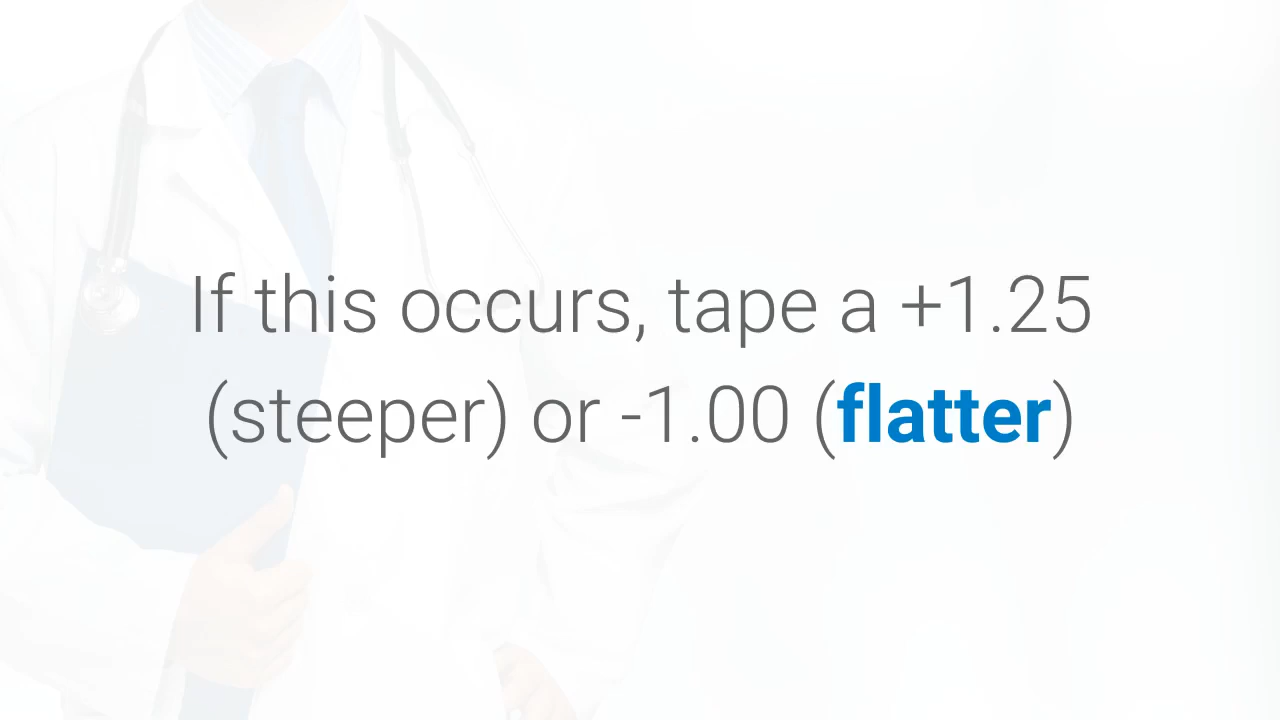 If this occurs, tape a +1.25
(steeper) or -1.00 (flatter)